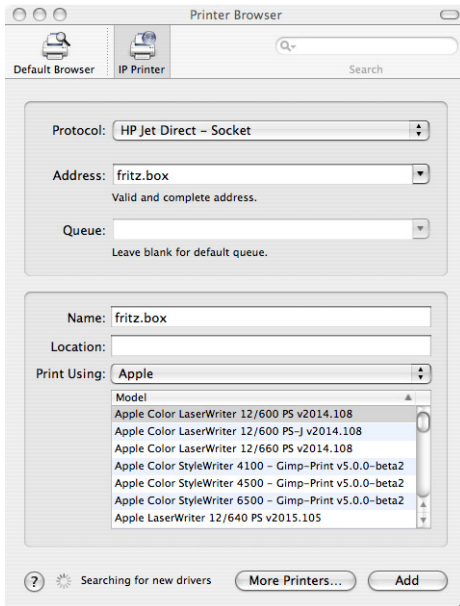 Printer Browser
Default Browser
IP Printer
Search
Protocol: HP Jet Direct – Socket
Address: fritz.box
Valid and complete address.
Queue:
Leave blank for default queue.
Name: fritz.box
Location:
Print Using: Apple
Model
Apple Color LaserWriter 12/600 PS v2014.108
Apple Color LaserWriter 12/600 PS-J v2014.108
Apple Color LaserWriter 12/660 PS v2014.108
Apple Color StyleWriter 4100 – Gimp-Print v5.0.0-beta2
Apple Color StyleWriter 4500 – Gimp-Print v5.0.0-beta2
Apple Color StyleWriter 6500 – Gimp-Print v5.0.0-beta2
Apple LaserWriter 12/640 PS v2015.105
? Searching for new drivers More Printers... Add